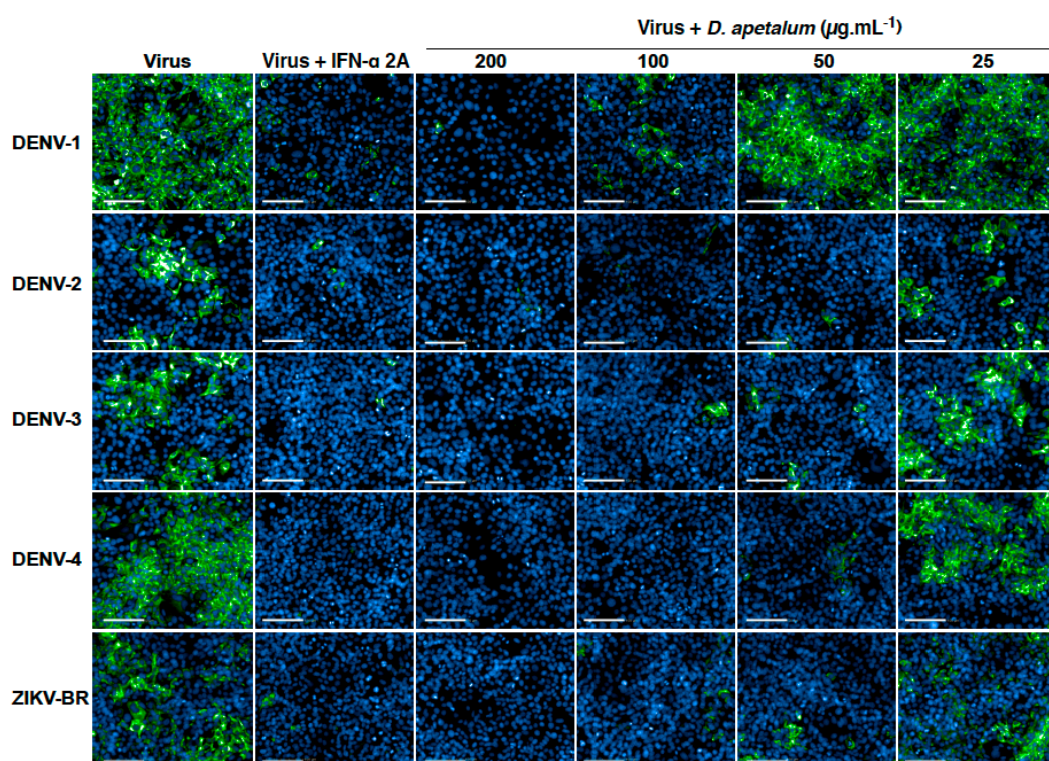 Virus + D. apetalum (µg.mL-1)
Virus Virus + IFN-α 2A 200 100 50 25
DENV-1
DENV-2
DENV-3
DENV-4
ZIKV-BR